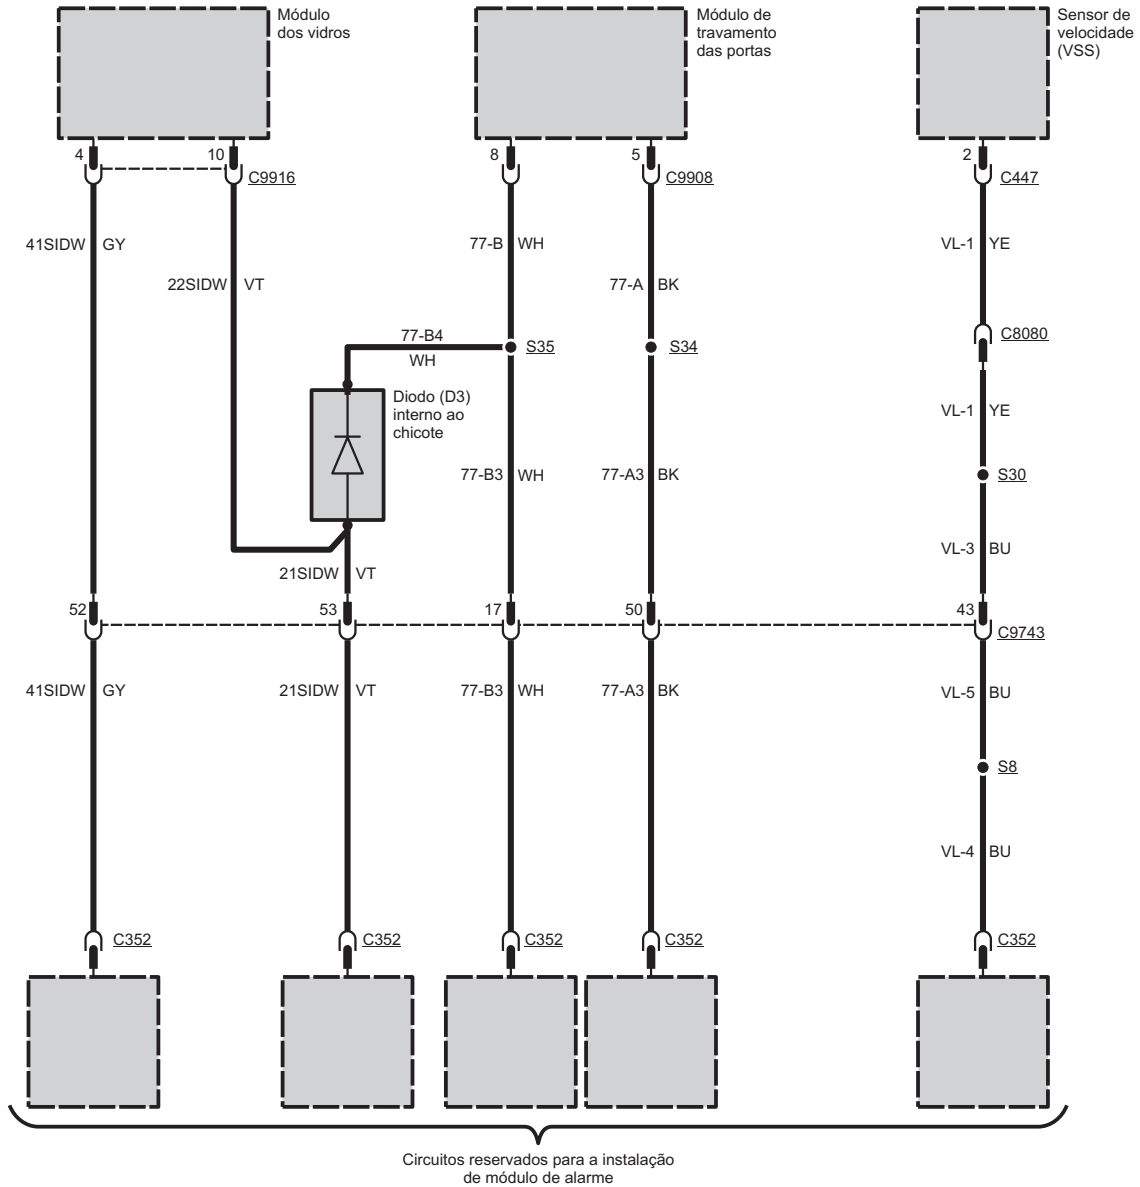 Módulo
dos vidros
Módulo de
travamento
das portas
Sensor de
velocidade
(VSS)
4
10
C9916
8
5
C9908
2
C447
41SIDW GY
77-B WH
VL-1 YE
22SIDW VT
77-A BK
77-B4
WH
S35
S34
C8080
Diodo (D3)
interno ao
chicote
VL-1 YE
77-B3 WH
77-A3 BK
S30
VL-3 BU
21SIDW VT
52
53
17
50
43
C9743
41SIDW GY
21SIDW VT
77-B3 WH
77-A3 BK
VL-5 BU
S8
VL-4 BU
C352
C352
C352
C352
C352
Circuitos reservados para a instalação
de módulo de alarme